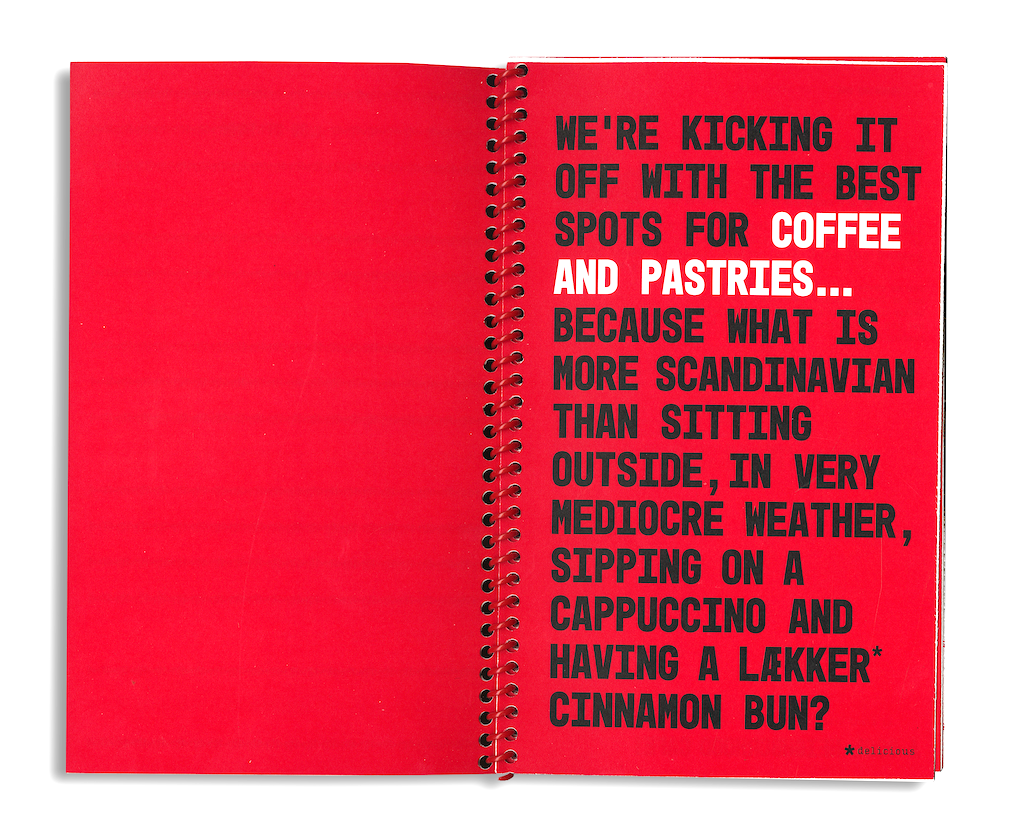 WE'RE KICKING IT
OFF WITH THE BEST
SPOTS FOR COFFEE
AND PASTRIES...
BECAUSE WHAT IS
MORE SCANDINAVIAN
THAN SITTING
OUTSIDE, IN VERY
MEDIOCRE WEATHER,
SIPPING ON A
CAPPUCCINO AND
HAVING A LÆKKER*
CINNAMON BUN?
*delirious